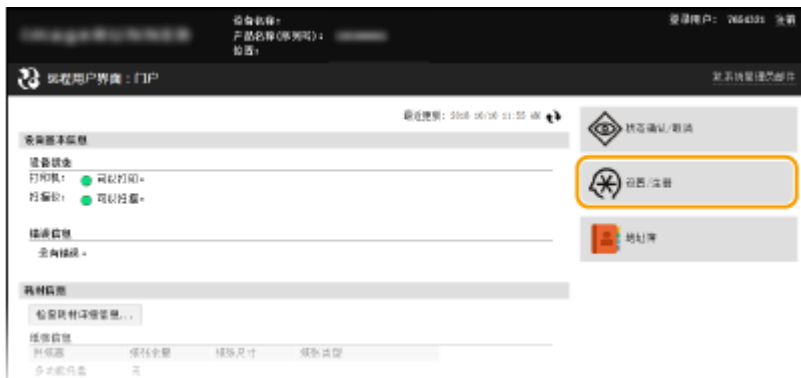 设备名称:
产品名称(序列号):
位置:
登录用户: 7654321 注销
远程用户界面:门户
致系统管理员邮件
最近更新:
设备基本信息
设备状态
打印机: 可以打印。
扫描仪: 可以扫描。
错误信息
没有错误。
耗材信息
检查耗材详细信息...
纸张信息
纸张余量 纸张尺寸 纸张类型
多功能托盘 无
状态确认/取消
设置/注册
地址簿